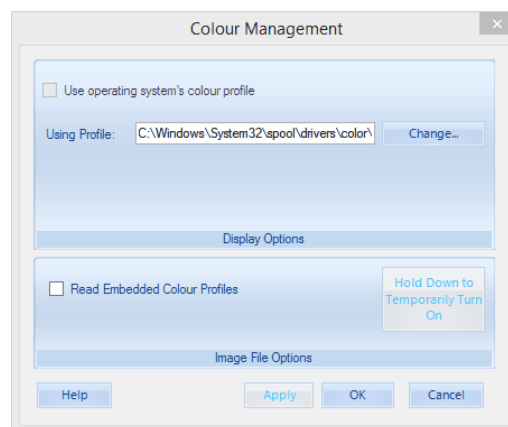 Colour Management
Use operating system's colour profile
Using Profile: C:\Windows\System32\spool\drivers\color\ Change...
Display Options
Read Embedded Colour Profiles
Hold Down to
Temporarily Turn
On
Image File Options
Help Apply OK Cancel